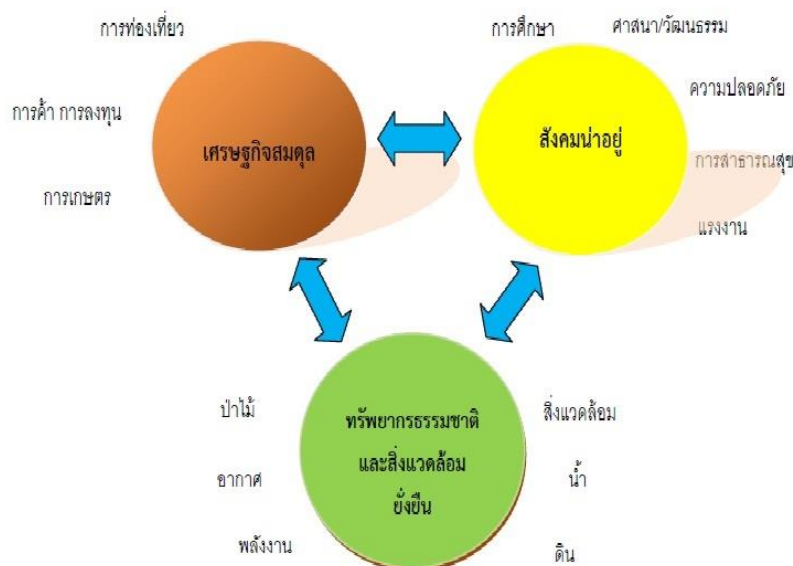 การท่องเที่ยว
การศึกษา
ศาสนา/วัฒนธรรม
ความปลอดภัย
การค้า การลงทุน
เศรษฐกิจสมดุล
สังคมน่าอยู่
การสาธารณสุข
การเกษตร
แรงงาน
ป่าไม้
ทรัพยากรธรรมชาติ
และสิ่งแวดล้อม
ยั่งยืน
สิ่งแวดล้อม
อากาศ
น้ำ
พลังงาน
ดิน